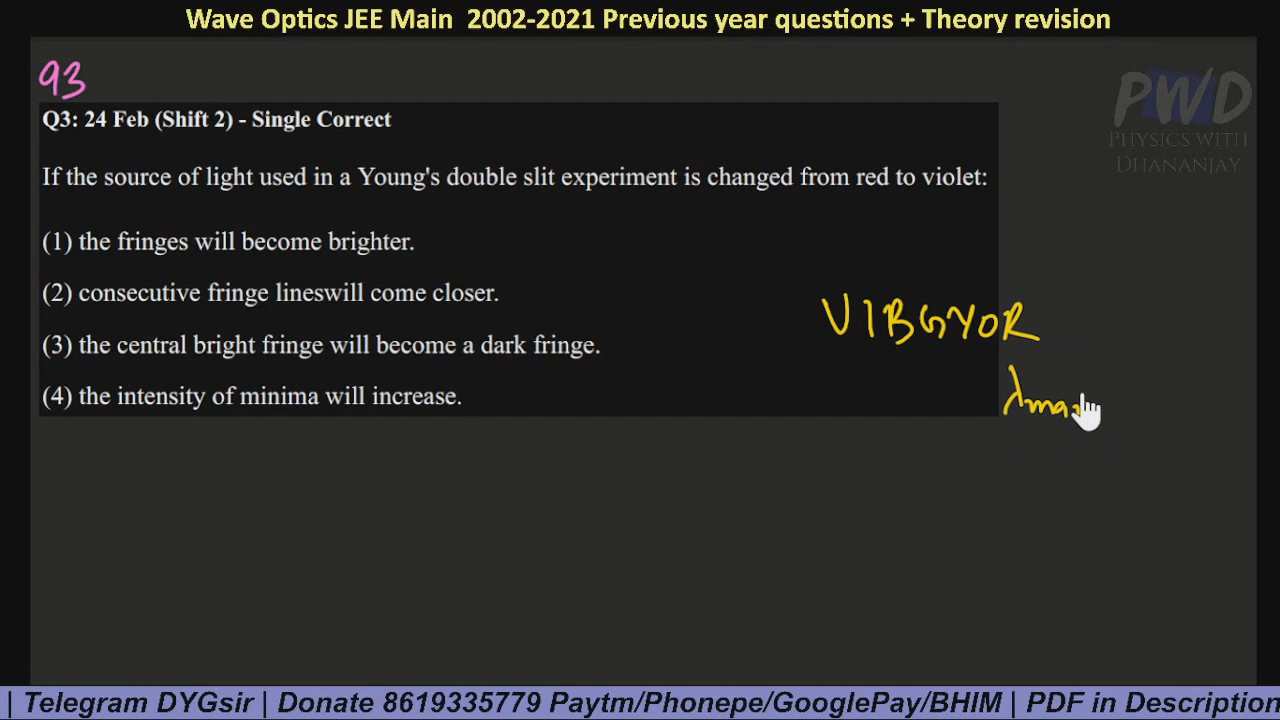 Wave Optics JEE Main 2002-2021 Previous year questions + Theory revision
93
PWD
PHYSICS WITH
DHANANJAY
Q3: 24 Feb (Shift 2) - Single Correct
If the source of light used in a Young's double slit experiment is changed from red to violet:
(1) the fringes will become brighter.
(2) consecutive fringe lineswill come closer.
VIBGYOR
(3) the central bright fringe will become a dark fringe.
(4) the intensity of minima will increase.
| Telegram DYGsir | Donate 8619335779 Paytm/Phonepe/GooglePay/BHIM | PDF in Description